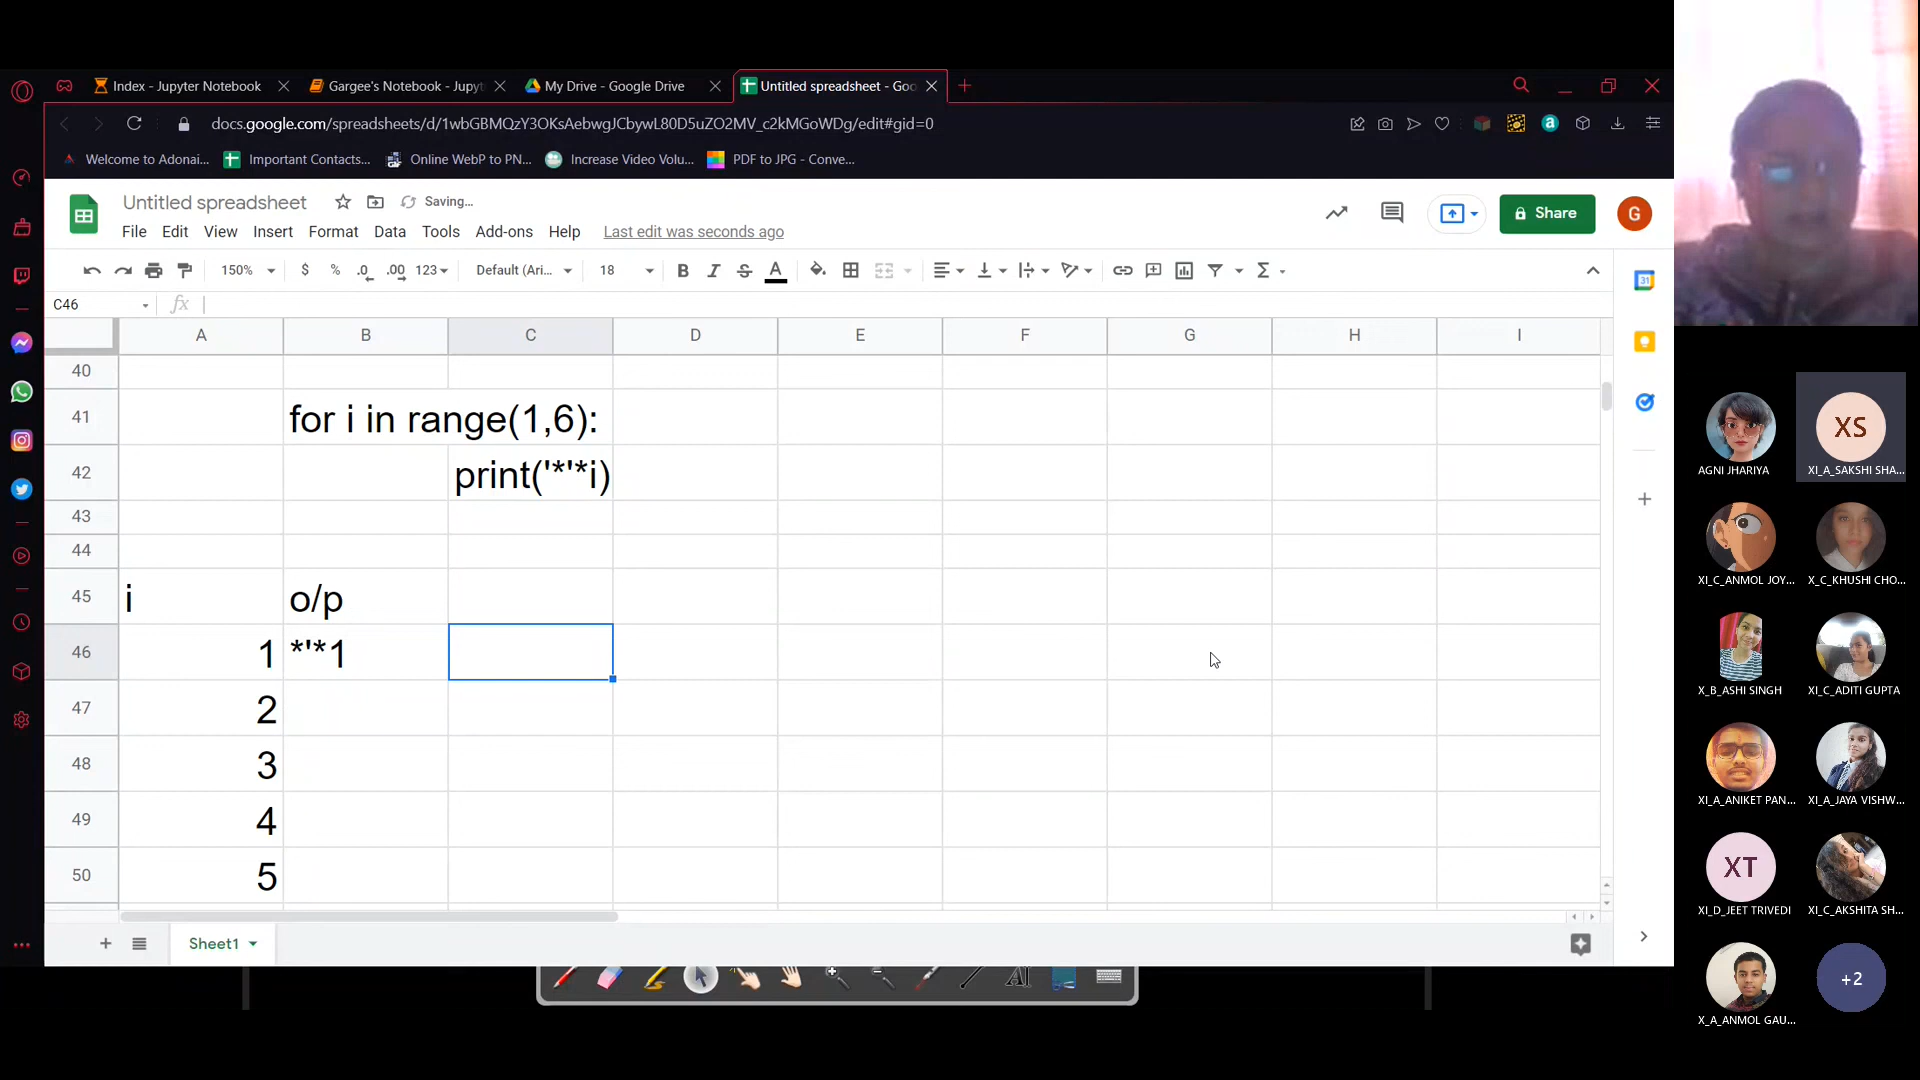 Index - Jupyter Notebook
Gargee's Notebook - Jupyt
My Drive - Google Drive
Untitled spreadsheet - Goo
docs.google.com/spreadsheets/d/1wbGBMQzY3OKsAebwgJCbywL80D5uZO2MV_c2kMGoWDg/edit#gid=0
Welcome to Adonai...
Important Contacts...
Online WebP to PN...
Increase Video Volu...
PDF to JPG - Conve...
Untitled spreadsheet
Saving...
Share
G
File Edit View Insert Format Data Tools Add-ons Help Last edit was seconds ago
150% $ % .0 .00 123 Default (Ari... 18 B I S A Σ
31
C46 fx
A B C D E F G H I
40
41 for i in range(1,6):
42 print('*'*i)
43
44
45 i o/p
46 1 *'*1
47 2
48 3
49 4
50 5
Sheet1
XS
AGNI JHARIYA
XI_A_SAKSHI SHA...
XI_C_ANMOL JOY...
X_C_KHUSHI CHO...
X_B_ASHI SINGH
XI_C_ADITI GUPTA
XI_A_ANIKET PAN...
XI_A_JAYA VISHW...
XT
XI_D_JEET TRIVEDI
XI_C_AKSHITA SH...
+2
X_A_ANMOL GAU...